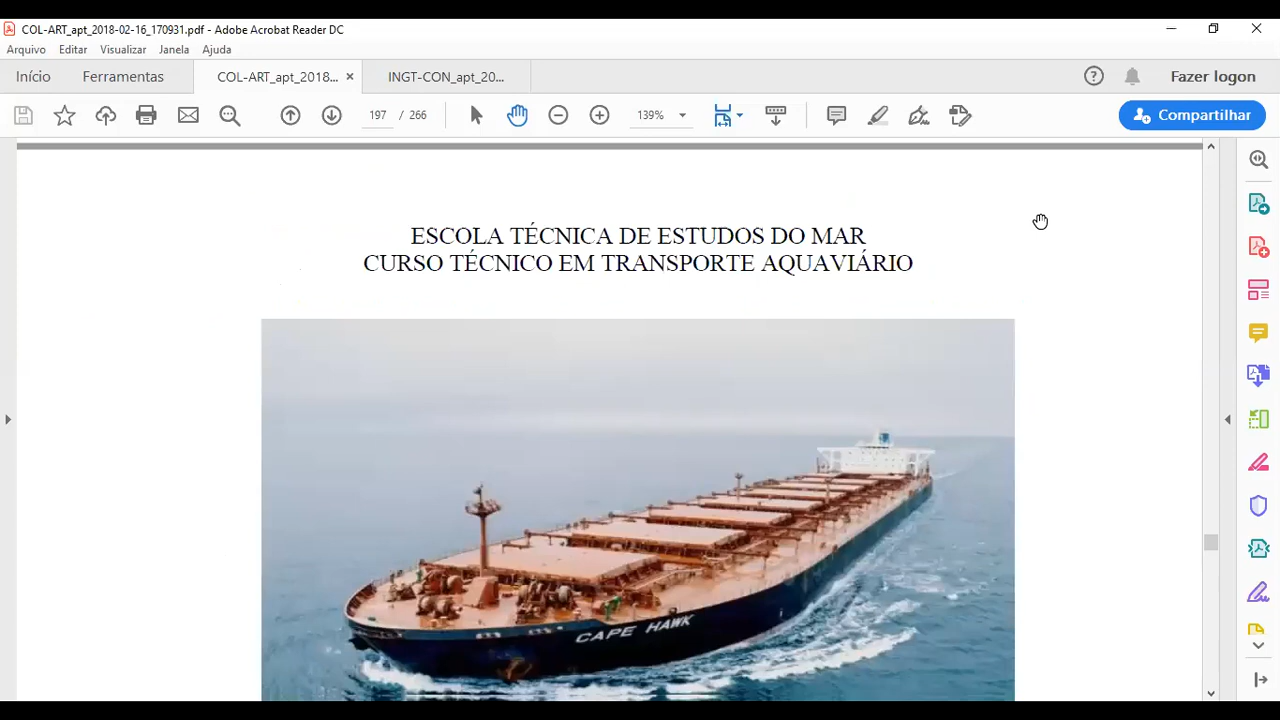 COL-ART_apt_2018-02-16_170931.pdf - Adobe Acrobat Reader DC
Arquivo Editar Visualizar Janela Ajuda
Início Ferramentas COL-ART_apt_2018... × INGT-CON_apt_20... Fazer logon
197 / 266 139% Compartilhar
ESCOLA TÉCNICA DE ESTUDOS DO MAR
CURSO TÉCNICO EM TRANSPORTE AQUAVIÁRIO
CAPE HAWK